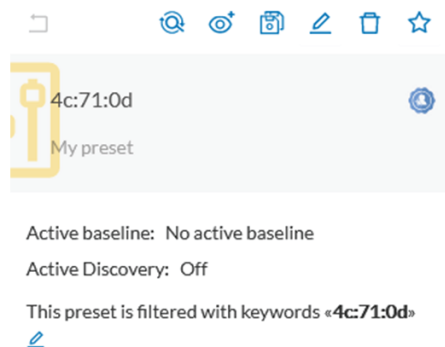 4c:71:0d
My preset
Active baseline: No active baseline
Active Discovery: Off
This preset is filtered with keywords «4c:71:0d»